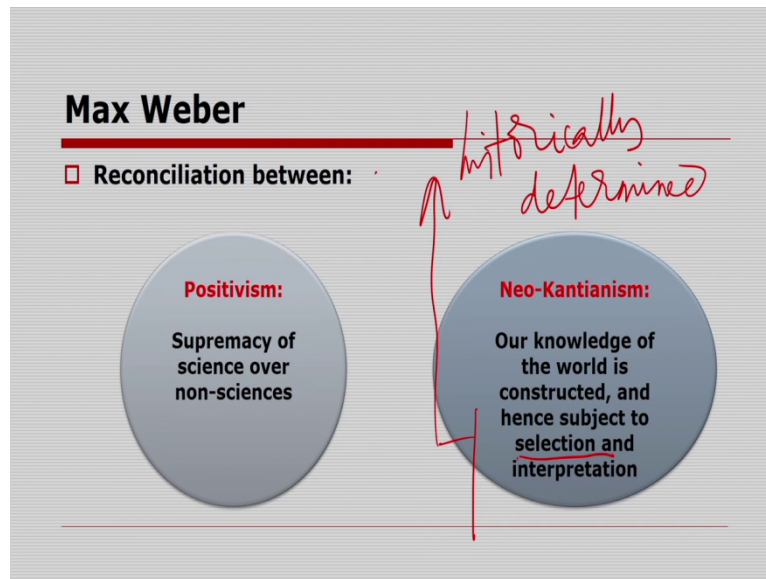 Max Weber
historically
determined
Reconciliation between:
Positivism:
Supremacy of
science over
non-sciences
Neo-Kantianism:
Our knowledge of
the world is
constructed, and
hence subject to
selection and
interpretation